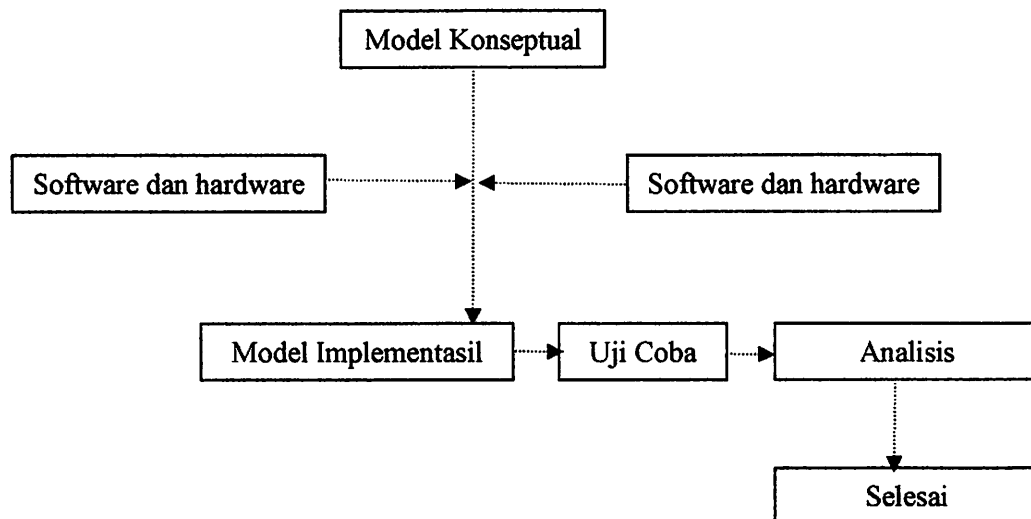 Model Konseptual
Software dan hardware
Software dan hardware
Model Implementasil
Uji Coba
Analisis
Selesai